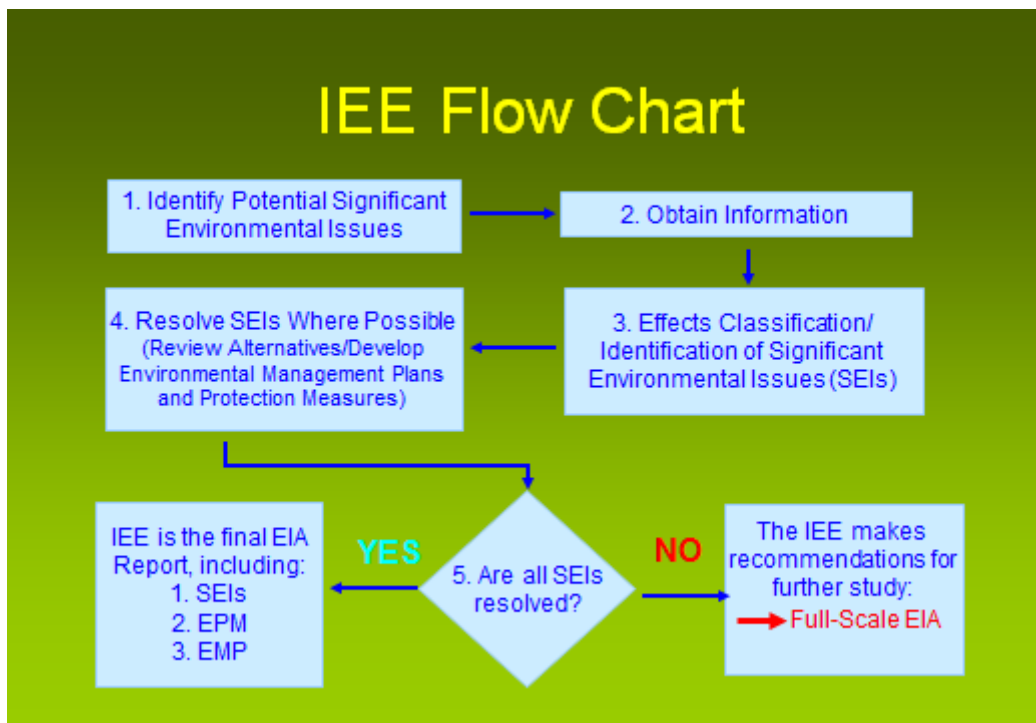 IEE Flow Chart
1. Identify Potential Significant
Environmental Issues
2. Obtain Information
3. Effects Classification/
Identification of Significant
Environmental Issues (SEIs)
4. Resolve SEIs Where Possible
(Review Alternatives/Develop
Environmental Management Plans
and Protection Measures)
5. Are all SEIs
resolved?
YES
IEE is the final EIA
Report, including:
1. SEIs
2. EPM
3. EMP
NO
The IEE makes
recommendations for
further study:
Full-Scale EIA